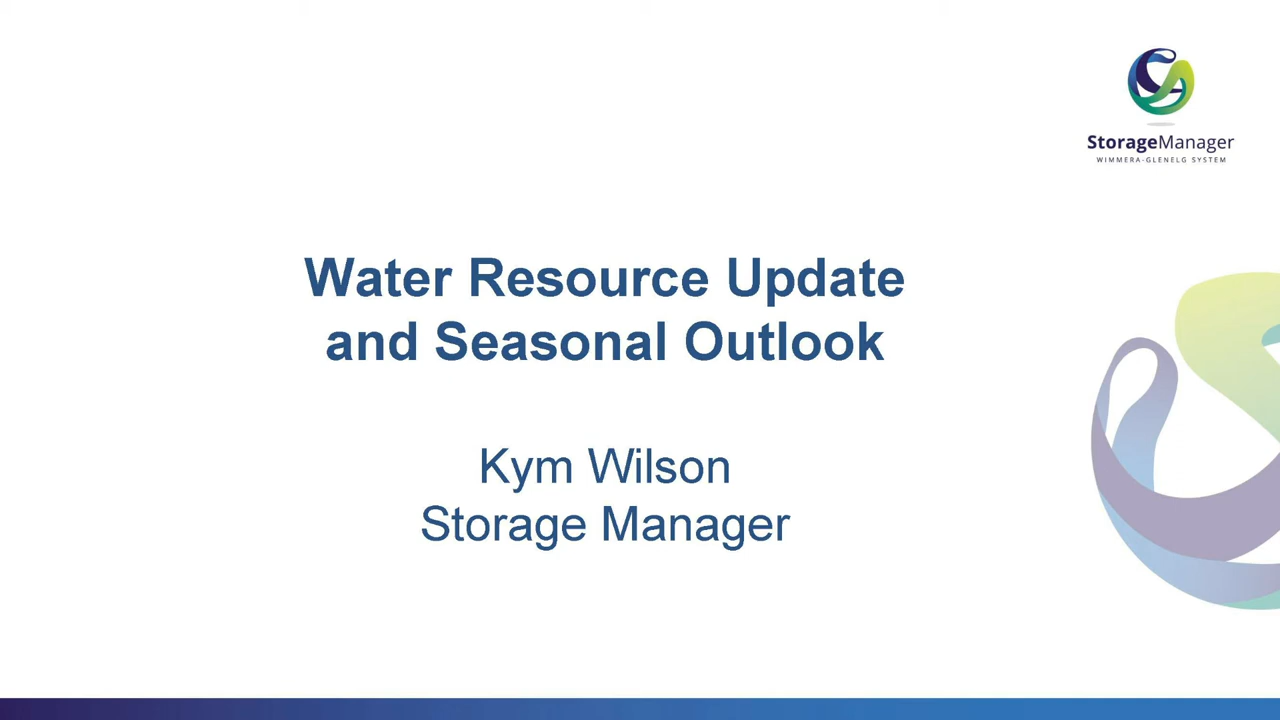 StorageManager
WIMMERA-GLENELG SYSTEM
Water Resource Update
and Seasonal Outlook
Kym Wilson
Storage Manager